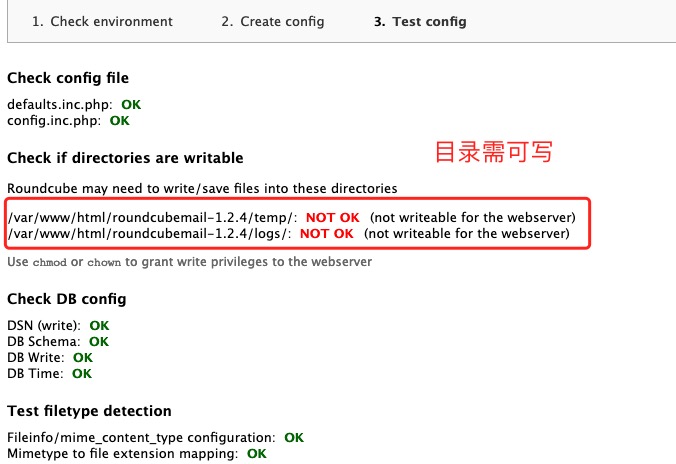 1. Check environment 2. Create config 3. Test config
Check config file
defaults.inc.php: OK
config.inc.php: OK
目录需可写
Check if directories are writable
Roundcube may need to write/save files into these directories
/var/www/html/roundcubemail-1.2.4/temp/: NOT OK (not writeable for the webserver)
/var/www/html/roundcubemail-1.2.4/logs/: NOT OK (not writeable for the webserver)
Use chmod or chown to grant write privileges to the webserver
Check DB config
DSN (write): OK
DB Schema: OK
DB Write: OK
DB Time: OK
Test filetype detection
Fileinfo/mime_content_type configuration: OK
Mimetype to file extension mapping: OK